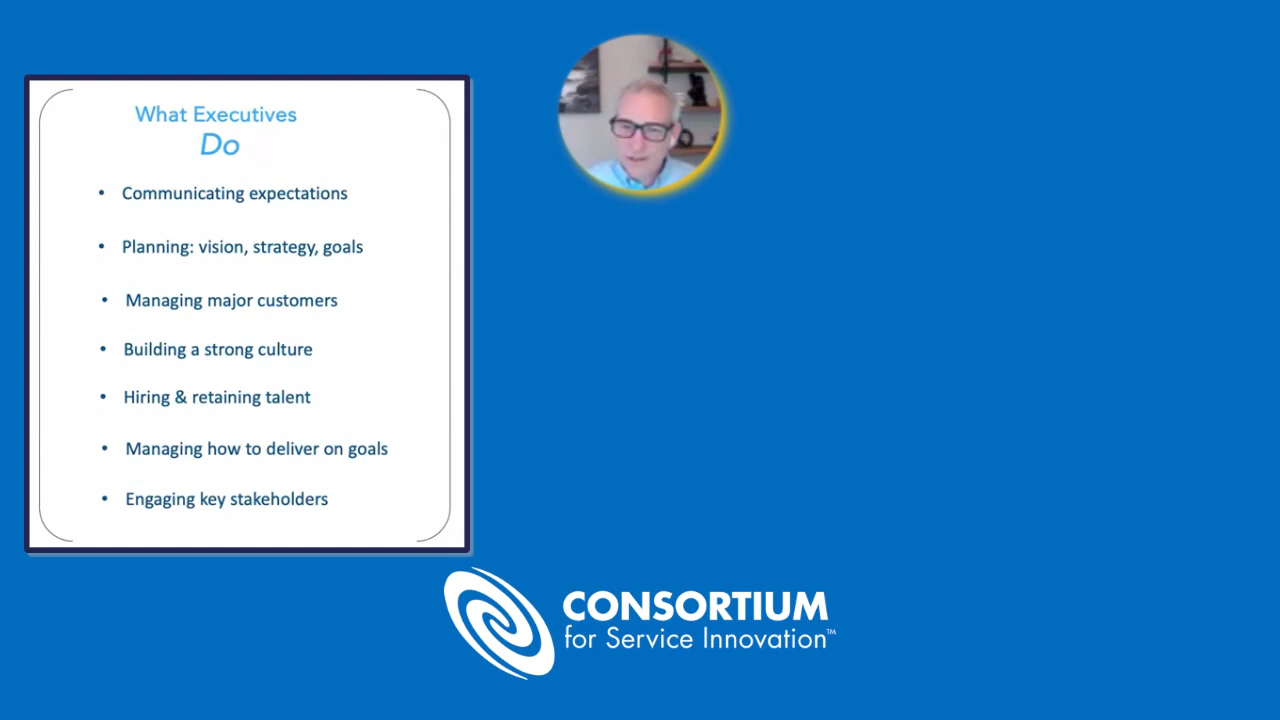 What Executives
Do
• Communicating expectations
• Planning: vision, strategy, goals
• Managing major customers
• Building a strong culture
• Hiring & retaining talent
• Managing how to deliver on goals
• Engaging key stakeholders
CONSORTIUM
for Service Innovation™